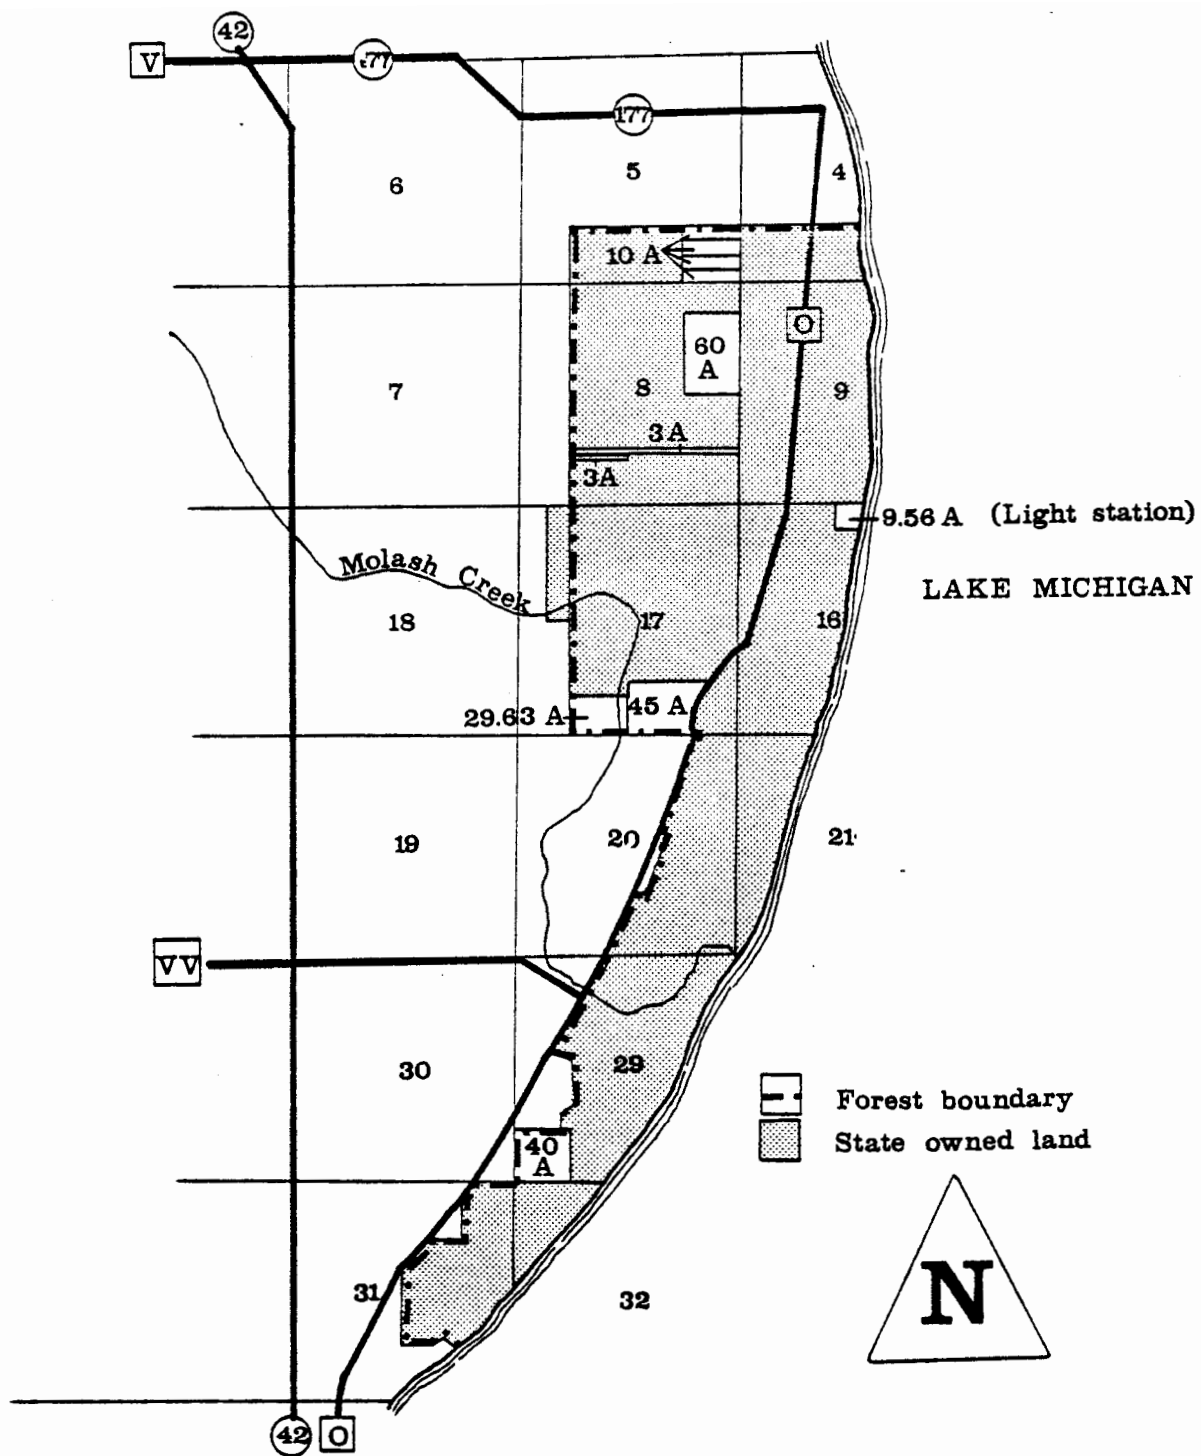 42
V
177
177
5
4
6
10 A
O
60
A
7
8
9
3 A
3A
9.56 A (Light station)
Molash Creek
LAKE MICHIGAN
18
17
16
45 A
29.63 A
19
20
21
VV
30
29
Forest boundary
State owned land
40
A
N
31
32
42
O